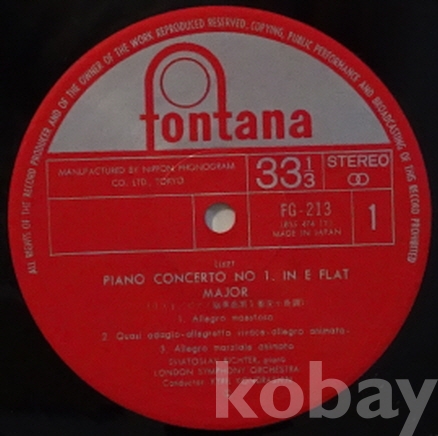 ALL RIGHTS OF THE RECORD PRODUCER, AND OF THE OWNER OF THE WORK REPRODUCED RESERVED, COPYING, PUBLIC PERFORMANCE AND BROADCASTING OF THIS RECORD PROHIBITED
fontana
MANUFACTURED BY NIPPON PHONOGRAM CO. LTD., TOKYO
33 1/3
STEREO
FG-213
MADE IN JAPAN
1
Liszt
PIANO CONCERTO NO 1. IN E FLAT
MAJOR
1. Allegro maestoso
2. Quasi adagio-allegretto vivace-allegro animato-
3. Allegro marziale animato
RICHTER, piano
LONDON SYMPHONY ORCHESTRA
Conductor
kobay